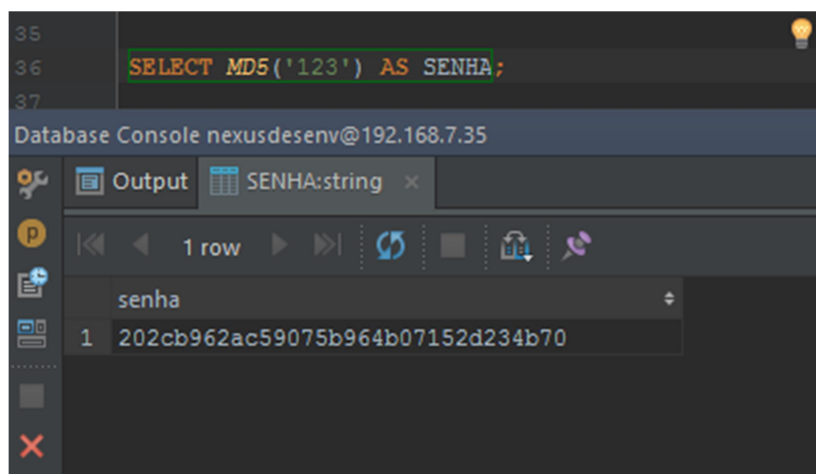 35
36 SELECT MD5('123') AS SENHA;
37
Database Console nexusdesenv@192.168.7.35
Output SENHA:string
P
1 row
senha
1 202cb962ac59075b964b07152d234b70